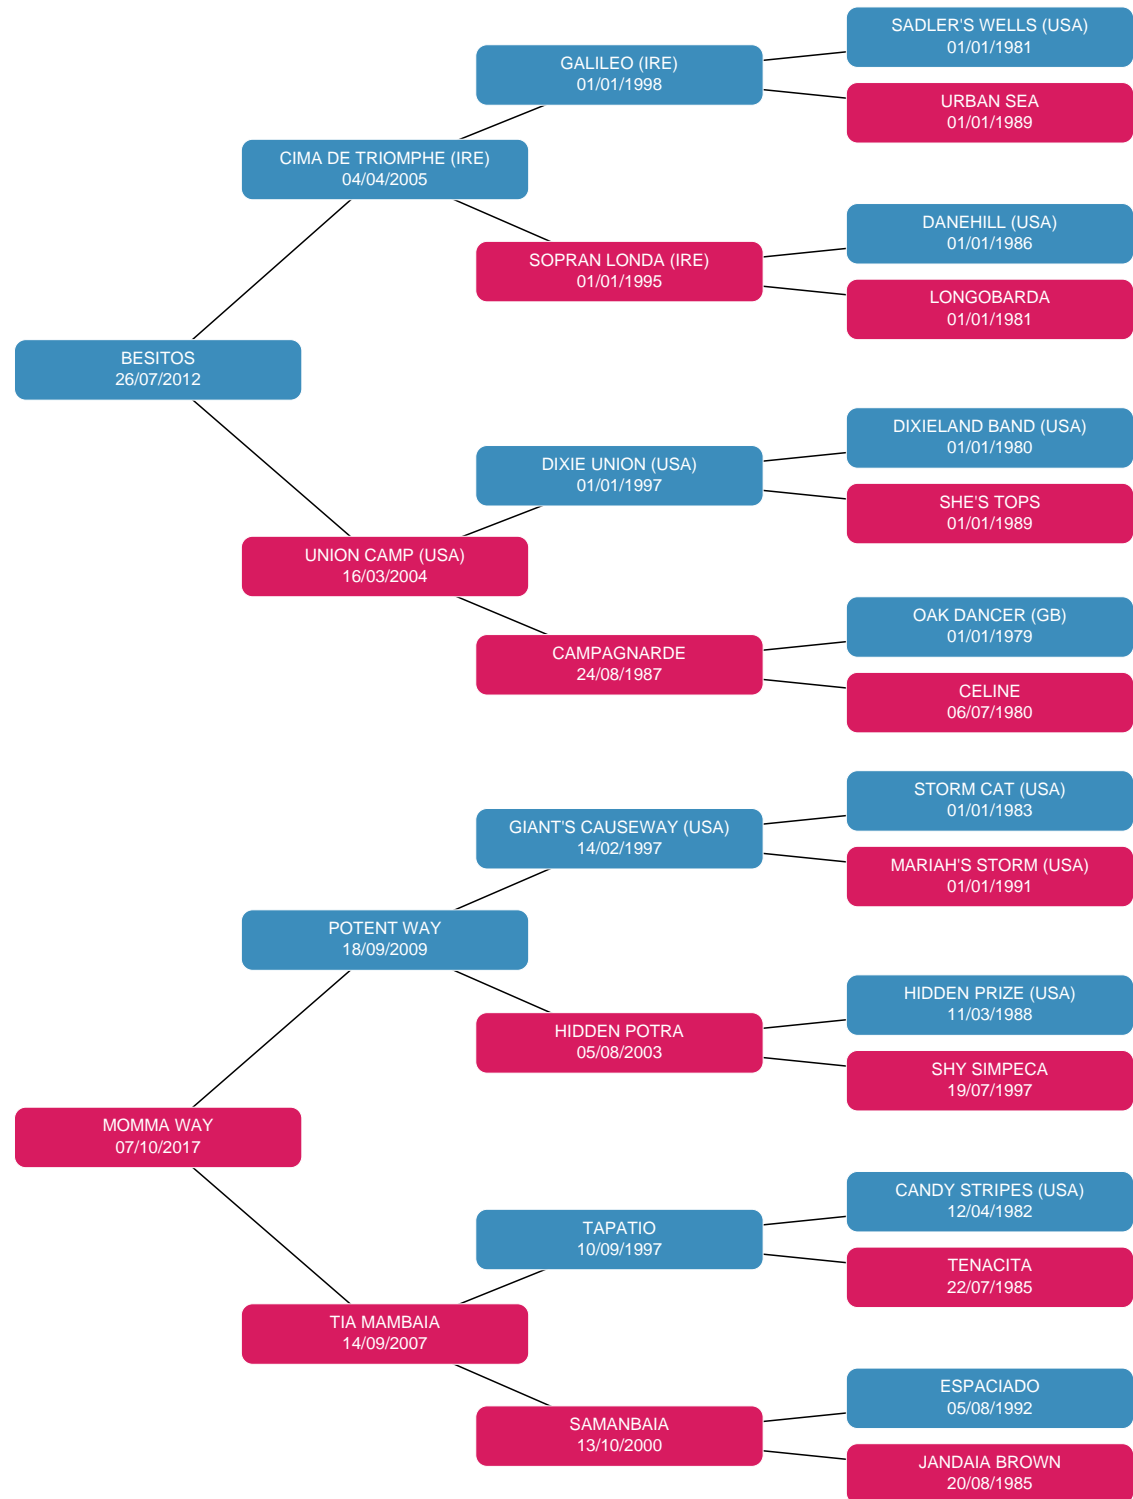 SADLER'S WELLS (USA)
01/01/1981
GALILEO (IRE)
01/01/1998
URBAN SEA
01/01/1989
CIMA DE TRIOMPHE (IRE)
04/04/2005
DANEHILL (USA)
01/01/1986
SOPRAN LONDA (IRE)
01/01/1995
LONGOBARDA
01/01/1981
BESITOS
26/07/2012
DIXIELAND BAND (USA)
01/01/1980
DIXIE UNION (USA)
01/01/1997
SHE'S TOPS
01/01/1989
UNION CAMP (USA)
16/03/2004
OAK DANCER (GB)
01/01/1979
CAMPAGNARDE
24/08/1987
CELINE
06/07/1980
STORM CAT (USA)
01/01/1983
GIANT'S CAUSEWAY (USA)
14/02/1997
MARIAH'S STORM (USA)
01/01/1991
POTENT WAY
18/09/2009
HIDDEN PRIZE (USA)
11/03/1988
HIDDEN POTRA
05/08/2003
SHY SIMPECA
19/07/1997
MOMMA WAY
07/10/2017
CANDY STRIPES (USA)
12/04/1982
TAPATIO
10/09/1997
TENACITA
22/07/1985
TIA MAMBAIA
14/09/2007
ESPACIADO
05/08/1992
SAMANBAIA
13/10/2000
JANDAIA BROWN
20/08/1985